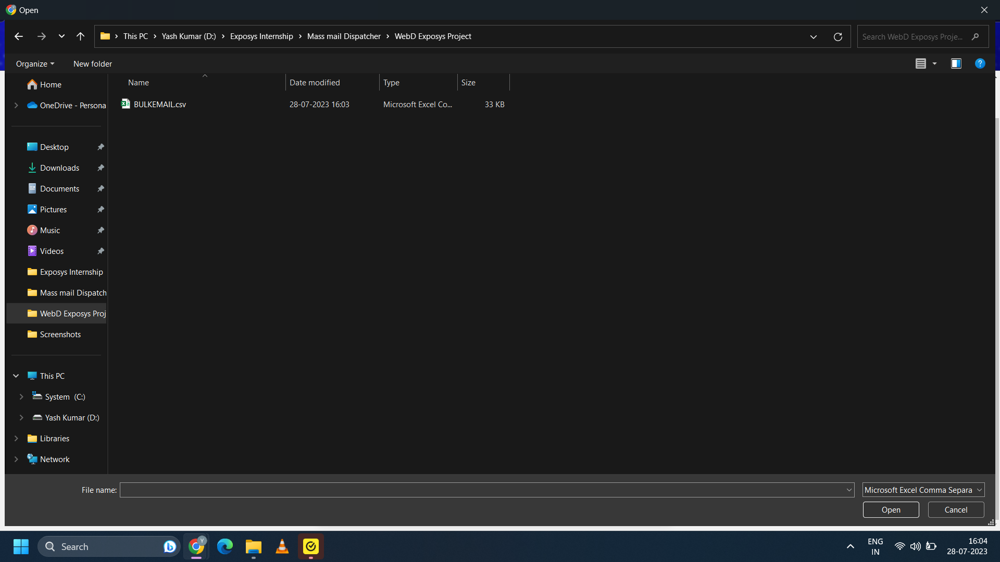 Open
This PC > Yash Kumar (D:) > Exposys Internship > Mass mail Dispatcher > WebD Exposys Project
Search WebD Exposys Proje...
Organize
New folder
Name
Date modified
Type
Size
BULKEMAIL.csv
28-07-2023 16:03
Microsoft Excel Co...
33 KB
Home
OneDrive - Persona
Desktop
Downloads
Documents
Pictures
Music
Videos
Exposys Internship
Mass mail Dispatch
WebD Exposys Proj
Screenshots
This PC
System (C:)
Yash Kumar (D:)
Libraries
Network
File name:
Microsoft Excel Comma Separa
Open
Cancel
Search
Y
ENG
IN
16:04
28-07-2023